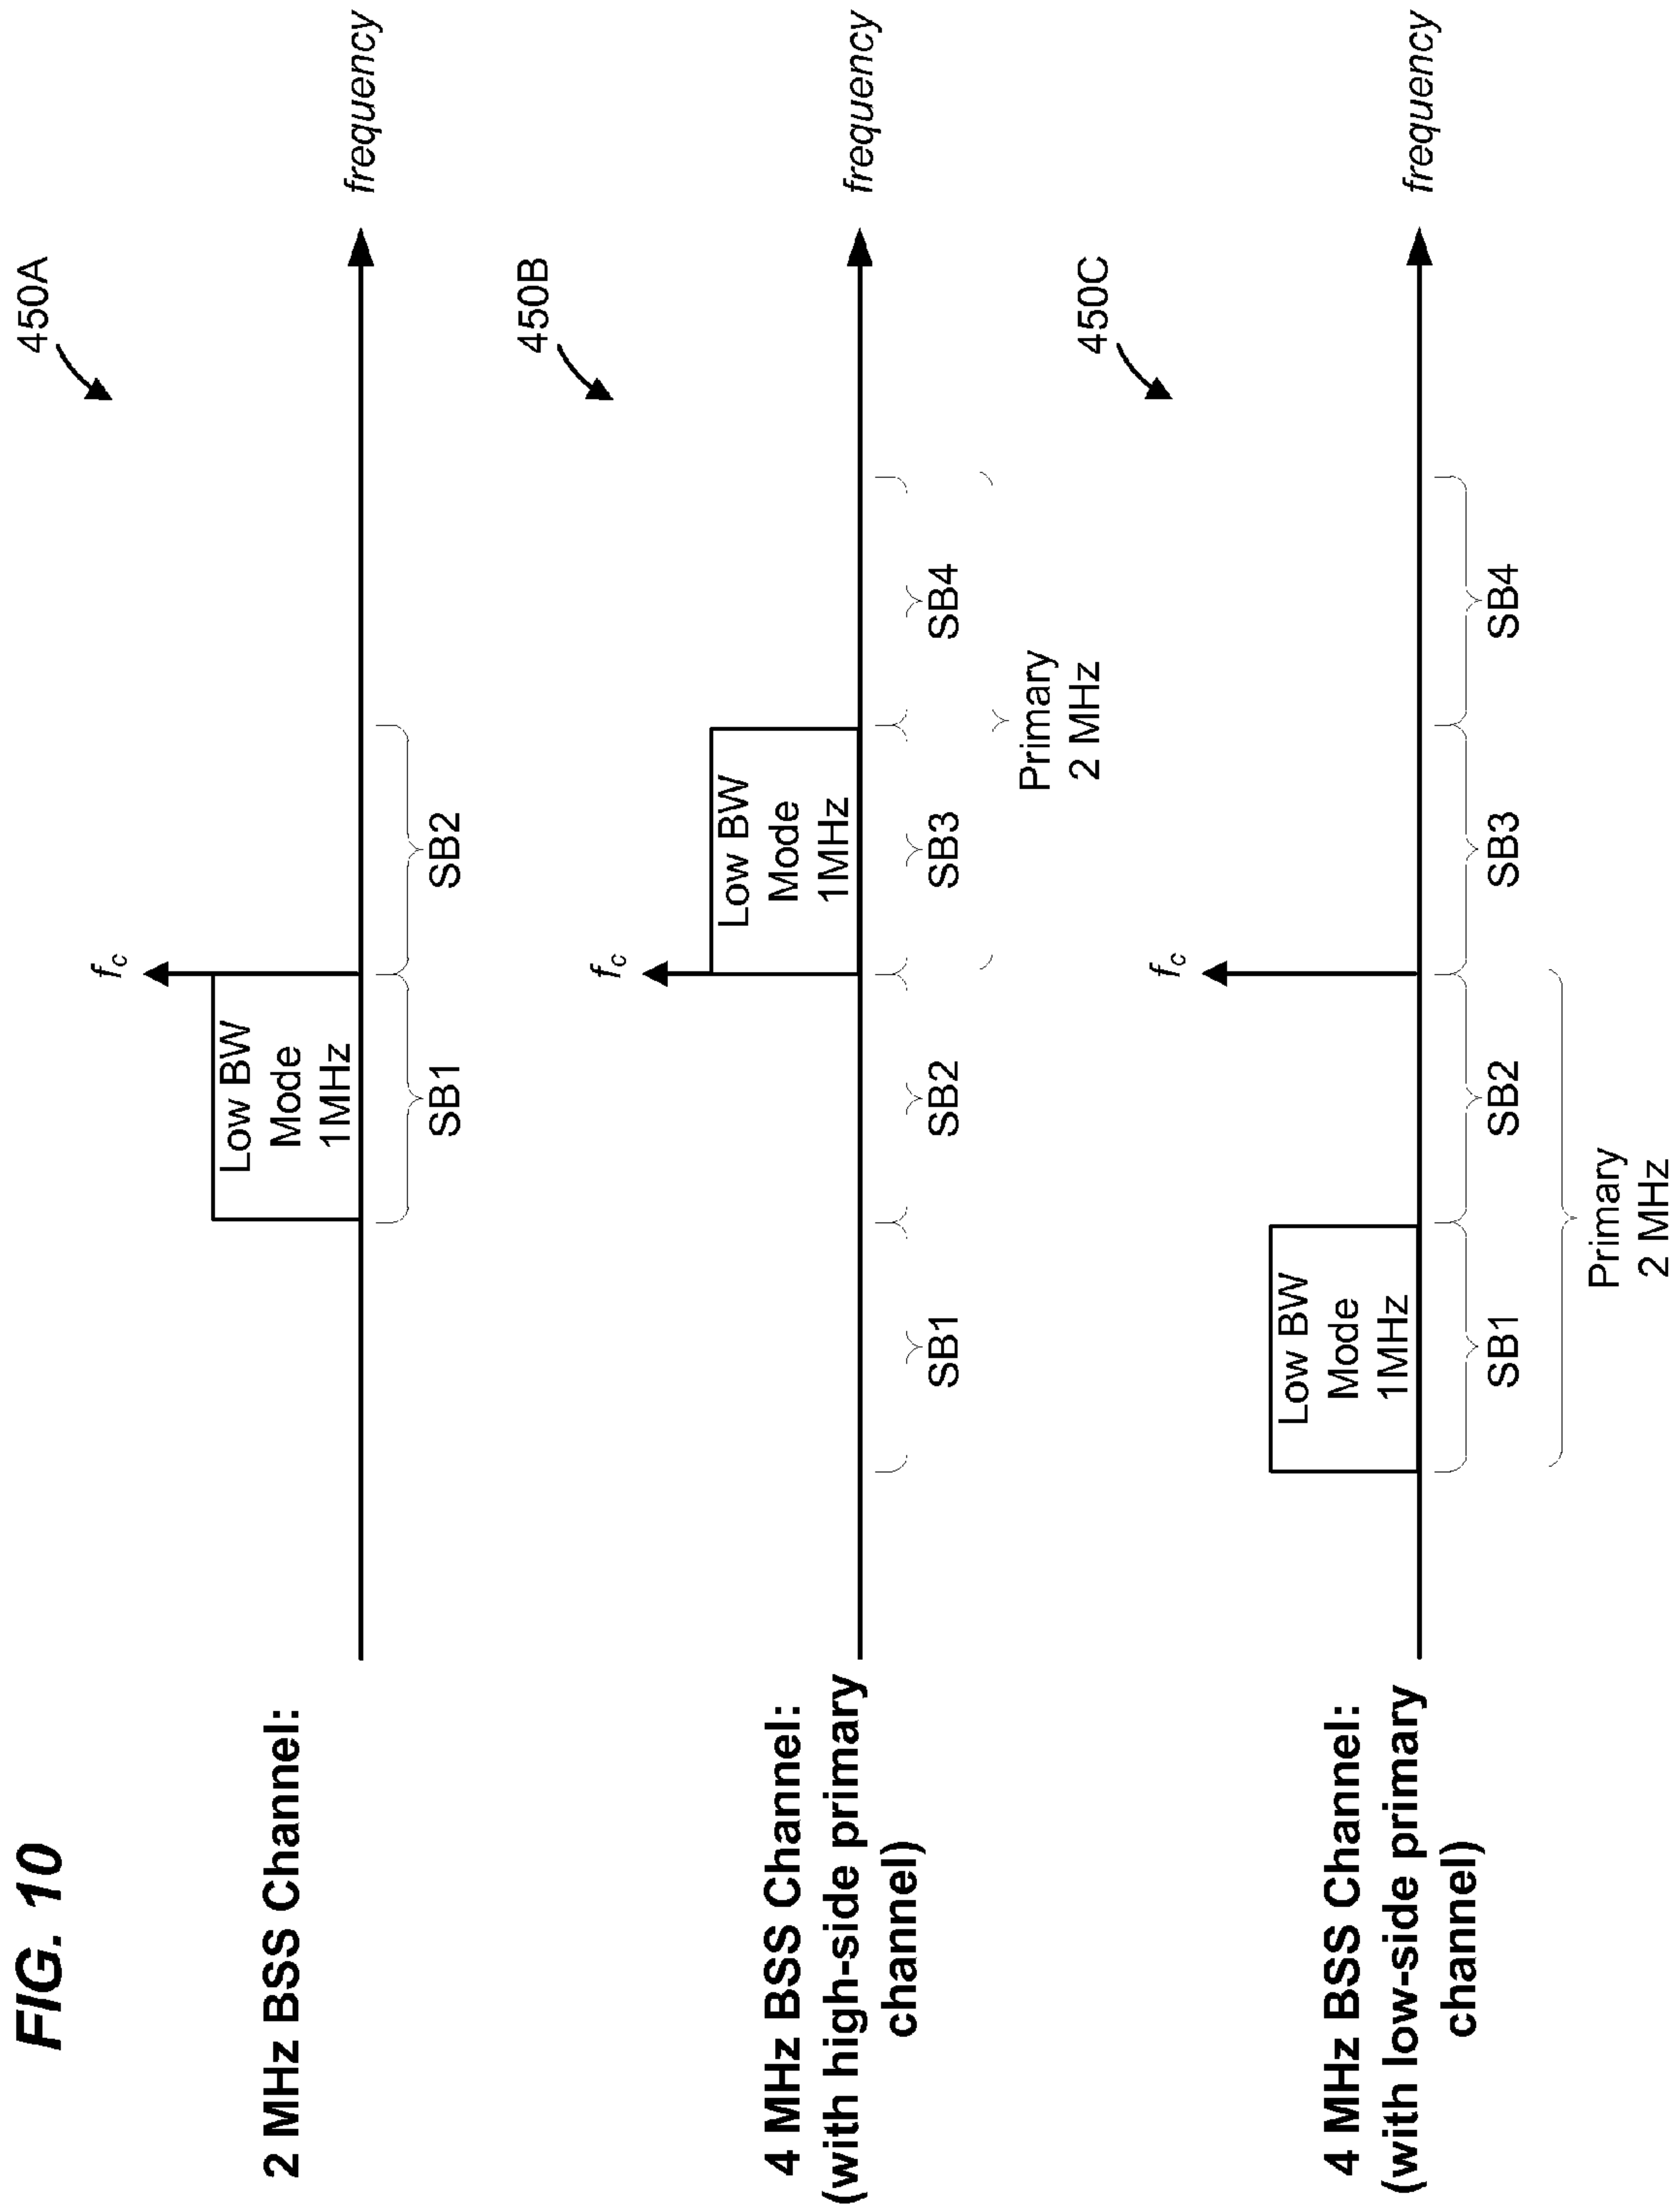 FIG. 10
450A
2 MHz BSS Channel:
fc
Low BW
Mode
1MHz
frequency
SB1
SB2
450B
4 MHz BSS Channel:
(with high-side primary
channel)
fc
Low BW
Mode
1MHz
frequency
SB1
SB2
SB3
SB4
Primary
2 MHz
450C
4 MHz BSS Channel:
(with low-side primary
channel)
fc
Low BW
Mode
1MHz
frequency
SB1
SB2
SB3
SB4
Primary
2 MHz